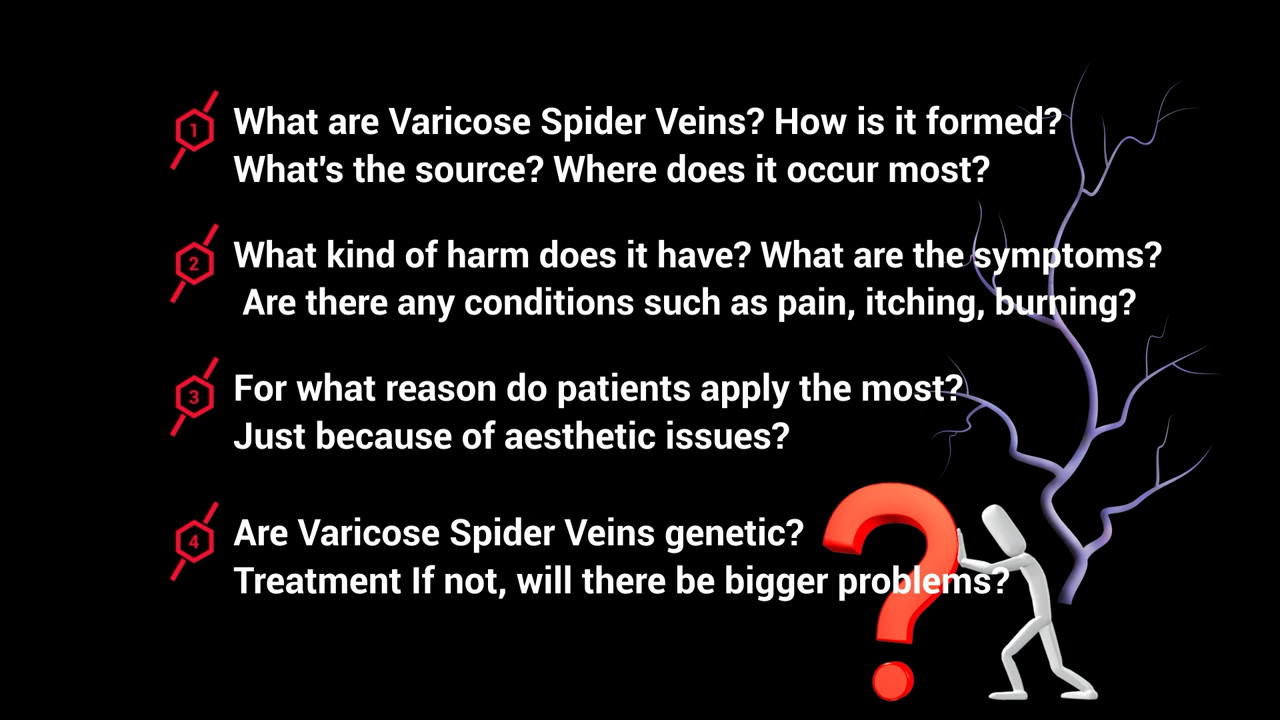 1 What are Varicose Spider Veins? How is it formed?
What's the source? Where does it occur most?
2 What kind of harm does it have? What are the symptoms?
Are there any conditions such as pain, itching, burning?
3 For what reason do patients apply the most?
Just because of aesthetic issues?
4 Are Varicose Spider Veins genetic?
Treatment If not, will there be bigger problems?